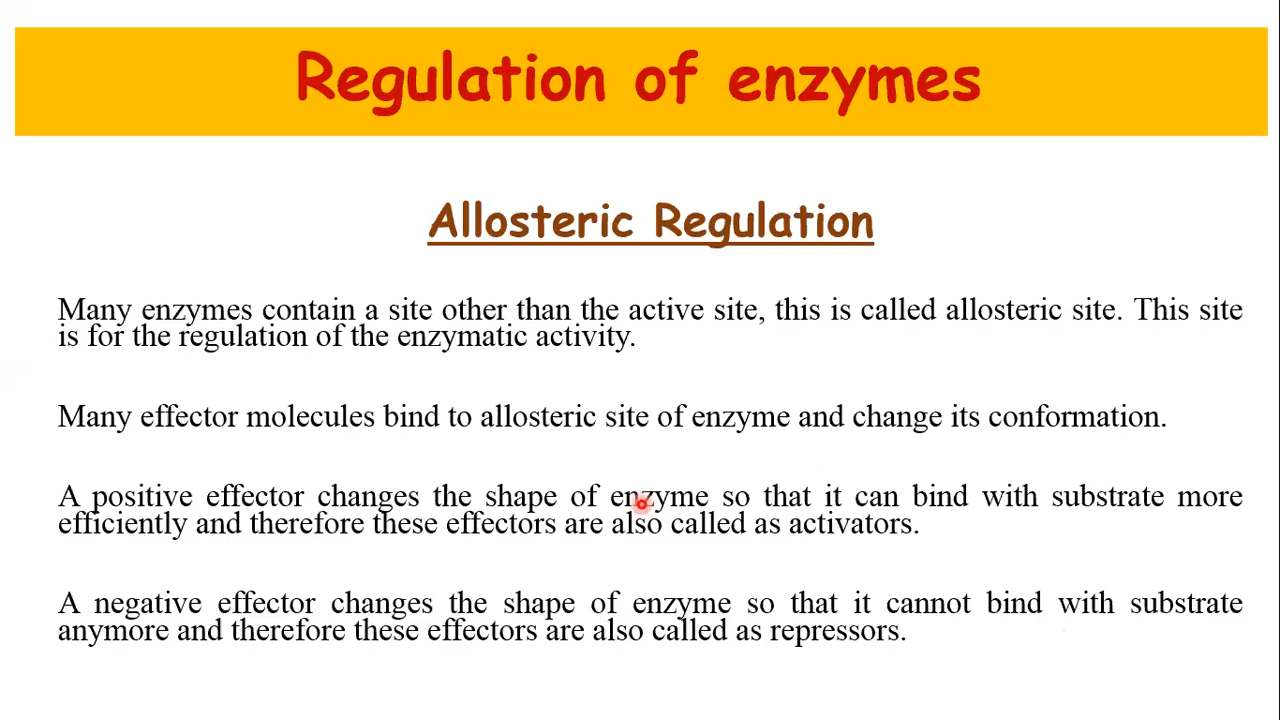 Regulation of enzymes
Allosteric Regulation
Many enzymes contain a site other than the active site, this is called allosteric site. This site
is for the regulation of the enzymatic activity.
Many effector molecules bind to allosteric site of enzyme and change its conformation.
A positive effector changes the shape of enzyme so that it can bind with substrate more
efficiently and therefore these effectors are also called as activators.
A negative effector changes the shape of enzyme so that it cannot bind with substrate
anymore and therefore these effectors are also called as repressors.